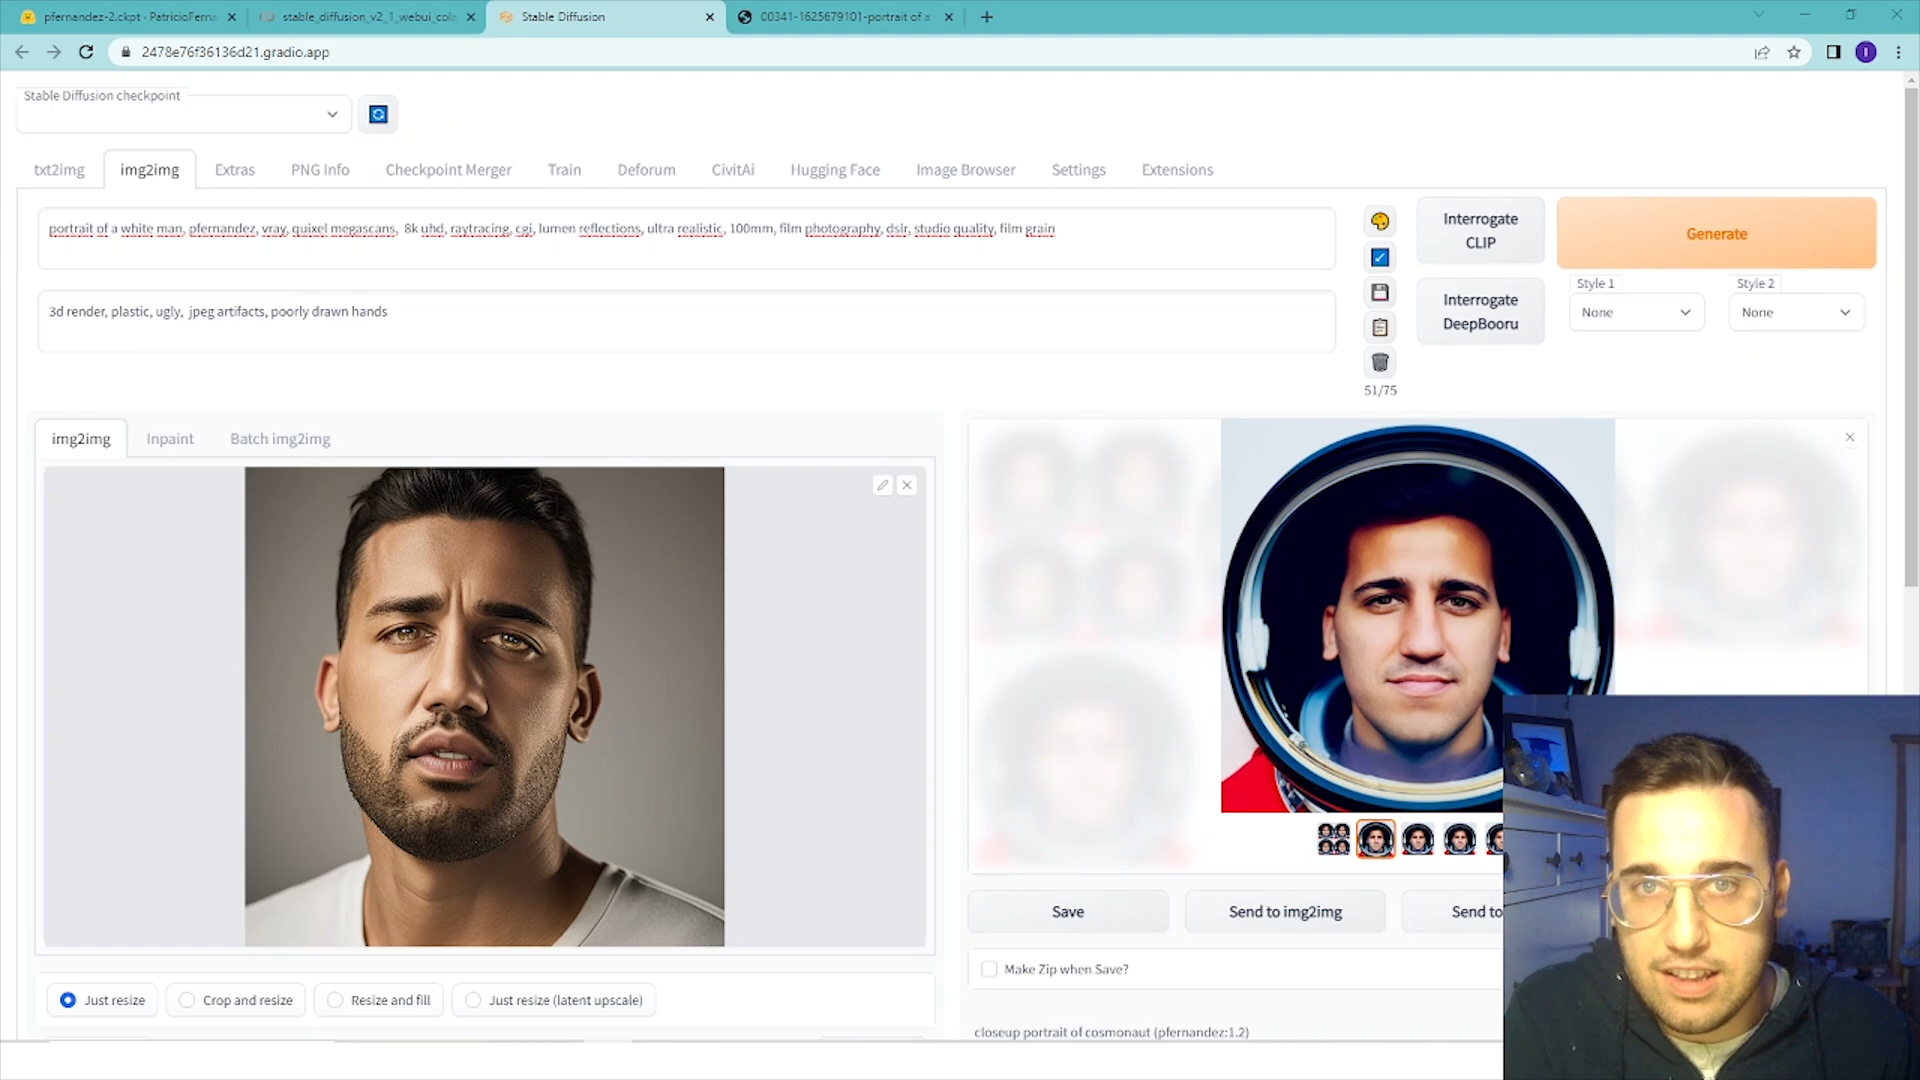 pfernandez-2.ckpt · PatricioFerna
stable_diffusion_v2_1_webui_cola
Stable Diffusion
00341-1625679101-portrait of a
2478e76f36136d21.gradio.app
I
Stable Diffusion checkpoint
txt2img
img2img
Extras
PNG Info
Checkpoint Merger
Train
Deforum
CivitAi
Hugging Face
Image Browser
Settings
Extensions
portrait of a white man, pfernandez, vray, quixel megascans, 8k uhd, raytracing, cgi, lumen reflections, ultra realistic, 100mm, film photography, dslr, studio quality, film grain
3d render, plastic, ugly, jpeg artifacts, poorly drawn hands
51/75
Interrogate
CLIP
Interrogate
DeepBooru
Generate
Style 1
None
Style 2
None
img2img
Inpaint
Batch img2img
Save
Send to img2img
Send to
Make Zip when Save?
Just resize
Crop and resize
Resize and fill
Just resize (latent upscale)
closeup portrait of cosmonaut (pfernandez:1.2)